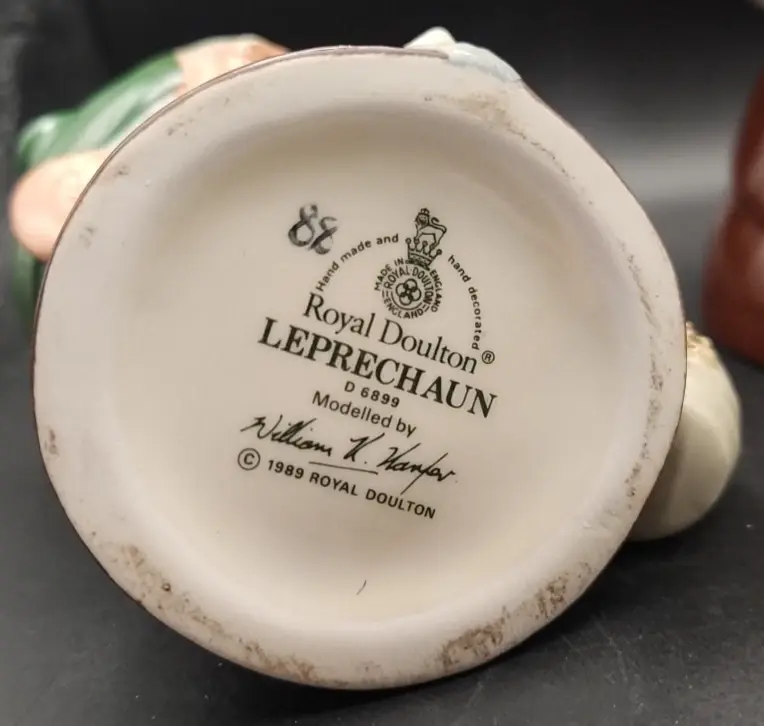 88
Hand made and hand decorated
MADE IN ENGLAND
ROYAL DOULTON
ENGLAND
Royal Doulton®
LEPRECHAUN
D 6899
Modelled by
William K. Harper
© 1989 ROYAL DOULTON